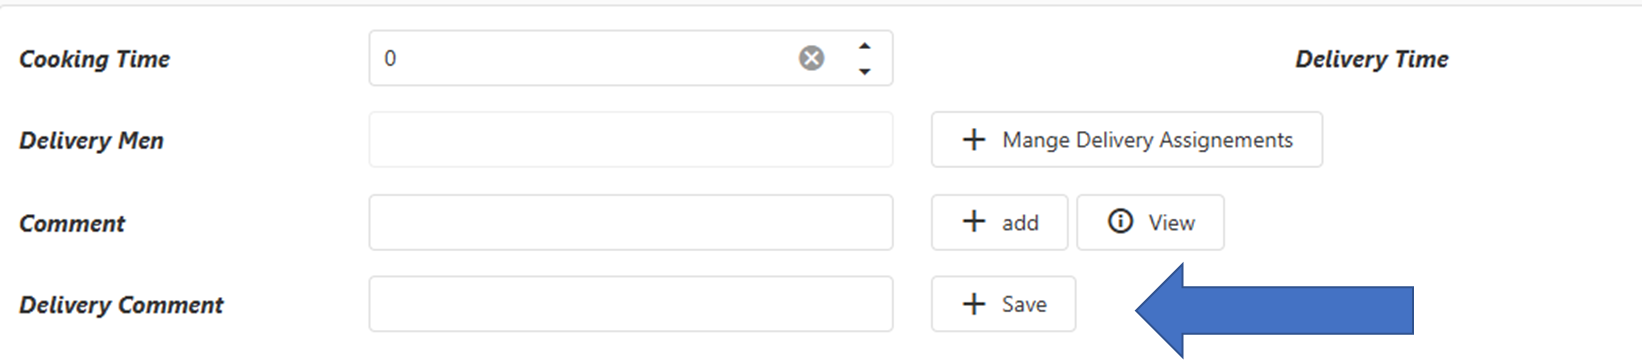 Cooking Time 0 Delivery Time
Delivery Men + Mange Delivery Assignements
Comment + add View
Delivery Comment + Save